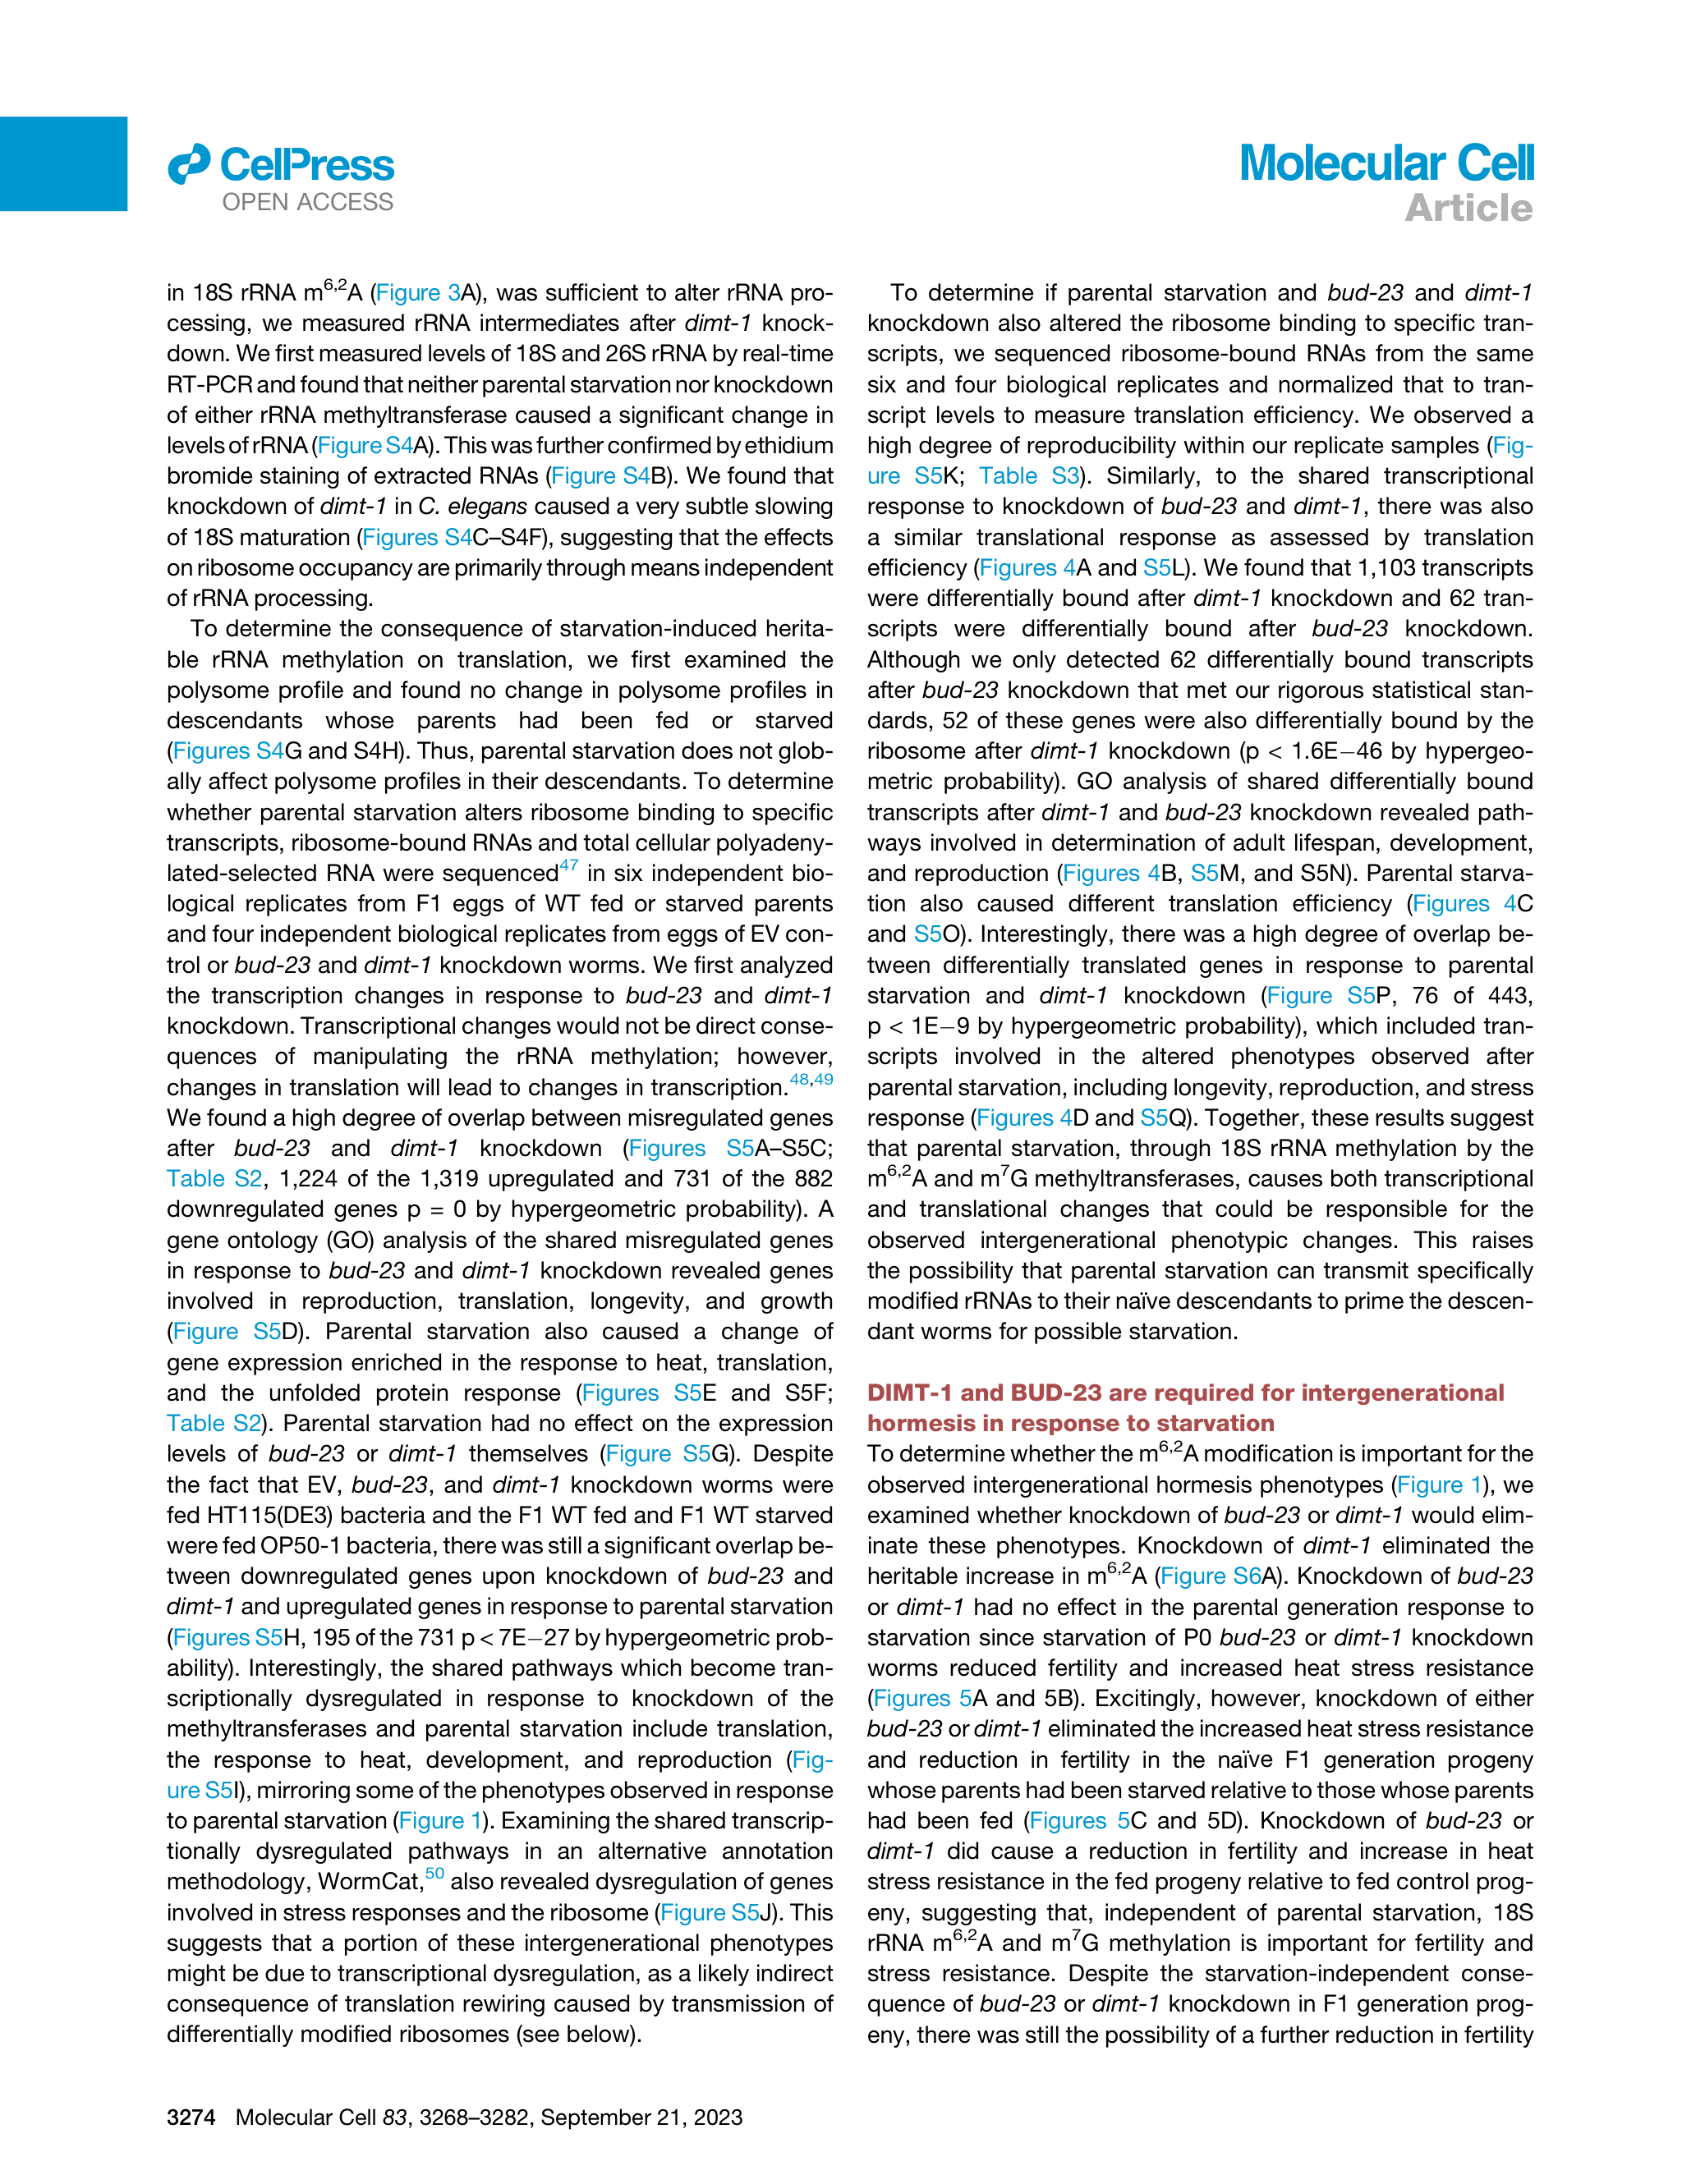 CellPress
OPEN ACCESS
Molecular Cell
Article
in 18S rRNA m6,2A (Figure 3A), was sufficient to alter rRNA pro-
cessing, we measured rRNA intermediates after dimt-1 knock-
down. We first measured levels of 18S and 26S rRNA by real-time
RT-PCR and found that neither parental starvation nor knockdown
of either rRNA methyltransferase caused a significant change in
levels of rRNA (Figure S4A). This was further confirmed by ethidium
bromide staining of extracted RNAs (Figure S4B). We found that
knockdown of dimt-1 in C. elegans caused a very subtle slowing
of 18S maturation (Figures S4C–S4F), suggesting that the effects
on ribosome occupancy are primarily through means independent
of rRNA processing.
To determine the consequence of starvation-induced herita-
ble rRNA methylation on translation, we first examined the
polysome profile and found no change in polysome profiles in
descendants whose parents had been fed or starved
(Figures S4G and S4H). Thus, parental starvation does not glob-
ally affect polysome profiles in their descendants. To determine
whether parental starvation alters ribosome binding to specific
transcripts, ribosome-bound RNAs and total cellular polyadeny-
lated-selected RNA were sequenced47 in six independent bio-
logical replicates from F1 eggs of WT fed or starved parents
and four independent biological replicates from eggs of EV con-
trol or bud-23 and dimt-1 knockdown worms. We first analyzed
the transcription changes in response to bud-23 and dimt-1
knockdown. Transcriptional changes would not be direct conse-
quences of manipulating the rRNA methylation; however,
changes in translation will lead to changes in transcription.48,49
We found a high degree of overlap between misregulated genes
after bud-23 and dimt-1 knockdown (Figures S5A–S5C;
Table S2, 1,224 of the 1,319 upregulated and 731 of the 882
downregulated genes p = 0 by hypergeometric probability). A
gene ontology (GO) analysis of the shared misregulated genes
in response to bud-23 and dimt-1 knockdown revealed genes
involved in reproduction, translation, longevity, and growth
(Figure S5D). Parental starvation also caused a change of
gene expression enriched in the response to heat, translation,
and the unfolded protein response (Figures S5E and S5F;
Table S2). Parental starvation had no effect on the expression
levels of bud-23 or dimt-1 themselves (Figure S5G). Despite
the fact that EV, bud-23, and dimt-1 knockdown worms were
fed HT115(DE3) bacteria and the F1 WT fed and F1 WT starved
were fed OP50-1 bacteria, there was still a significant overlap be-
tween downregulated genes upon knockdown of bud-23 and
dimt-1 and upregulated genes in response to parental starvation
(Figures S5H, 195 of the 731 p < 7E−27 by hypergeometric prob-
ability). Interestingly, the shared pathways which become tran-
scriptionally dysregulated in response to knockdown of the
methyltransferases and parental starvation include translation,
the response to heat, development, and reproduction (Fig-
ure S5I), mirroring some of the phenotypes observed in response
to parental starvation (Figure 1). Examining the shared transcrip-
tionally dysregulated pathways in an alternative annotation
methodology, WormCat,50 also revealed dysregulation of genes
involved in stress responses and the ribosome (Figure S5J). This
suggests that a portion of these intergenerational phenotypes
might be due to transcriptional dysregulation, as a likely indirect
consequence of translation rewiring caused by transmission of
differentially modified ribosomes (see below).
To determine if parental starvation and bud-23 and dimt-1
knockdown also altered the ribosome binding to specific tran-
scripts, we sequenced ribosome-bound RNAs from the same
six and four biological replicates and normalized that to tran-
script levels to measure translation efficiency. We observed a
high degree of reproducibility within our replicate samples (Fig-
ure S5K; Table S3). Similarly, to the shared transcriptional
response to knockdown of bud-23 and dimt-1, there was also
a similar translational response as assessed by translation
efficiency (Figures 4A and S5L). We found that 1,103 transcripts
were differentially bound after dimt-1 knockdown and 62 tran-
scripts were differentially bound after bud-23 knockdown.
Although we only detected 62 differentially bound transcripts
after bud-23 knockdown that met our rigorous statistical stan-
dards, 52 of these genes were also differentially bound by the
ribosome after dimt-1 knockdown (p < 1.6E−46 by hypergeo-
metric probability). GO analysis of shared differentially bound
transcripts after dimt-1 and bud-23 knockdown revealed path-
ways involved in determination of adult lifespan, development,
and reproduction (Figures 4B, S5M, and S5N). Parental starva-
tion also caused different translation efficiency (Figures 4C
and S5O). Interestingly, there was a high degree of overlap be-
tween differentially translated genes in response to parental
starvation and dimt-1 knockdown (Figure S5P, 76 of 443,
p < 1E−9 by hypergeometric probability), which included tran-
scripts involved in the altered phenotypes observed after
parental starvation, including longevity, reproduction, and stress
response (Figures 4D and S5Q). Together, these results suggest
that parental starvation, through 18S rRNA methylation by the
m6,2A and m7G methyltransferases, causes both transcriptional
and translational changes that could be responsible for the
observed intergenerational phenotypic changes. This raises
the possibility that parental starvation can transmit specifically
modified rRNAs to their naïve descendants to prime the descen-
dant worms for possible starvation.
DIMT-1 and BUD-23 are required for intergenerational
hormesis in response to starvation
To determine whether the m6,2A modification is important for the
observed intergenerational hormesis phenotypes (Figure 1), we
examined whether knockdown of bud-23 or dimt-1 would elim-
inate these phenotypes. Knockdown of dimt-1 eliminated the
heritable increase in m6,2A (Figure S6A). Knockdown of bud-23
or dimt-1 had no effect in the parental generation response to
starvation since starvation of P0 bud-23 or dimt-1 knockdown
worms reduced fertility and increased heat stress resistance
(Figures 5A and 5B). Excitingly, however, knockdown of either
bud-23 or dimt-1 eliminated the increased heat stress resistance
and reduction in fertility in the naïve F1 generation progeny
whose parents had been starved relative to those whose parents
had been fed (Figures 5C and 5D). Knockdown of bud-23 or
dimt-1 did cause a reduction in fertility and increase in heat
stress resistance in the fed progeny relative to fed control prog-
eny, suggesting that, independent of parental starvation, 18S
rRNA m6,2A and m7G methylation is important for fertility and
stress resistance. Despite the starvation-independent conse-
quence of bud-23 or dimt-1 knockdown in F1 generation prog-
eny, there was still the possibility of a further reduction in fertility
3274 Molecular Cell 83, 3268–3282, September 21, 2023